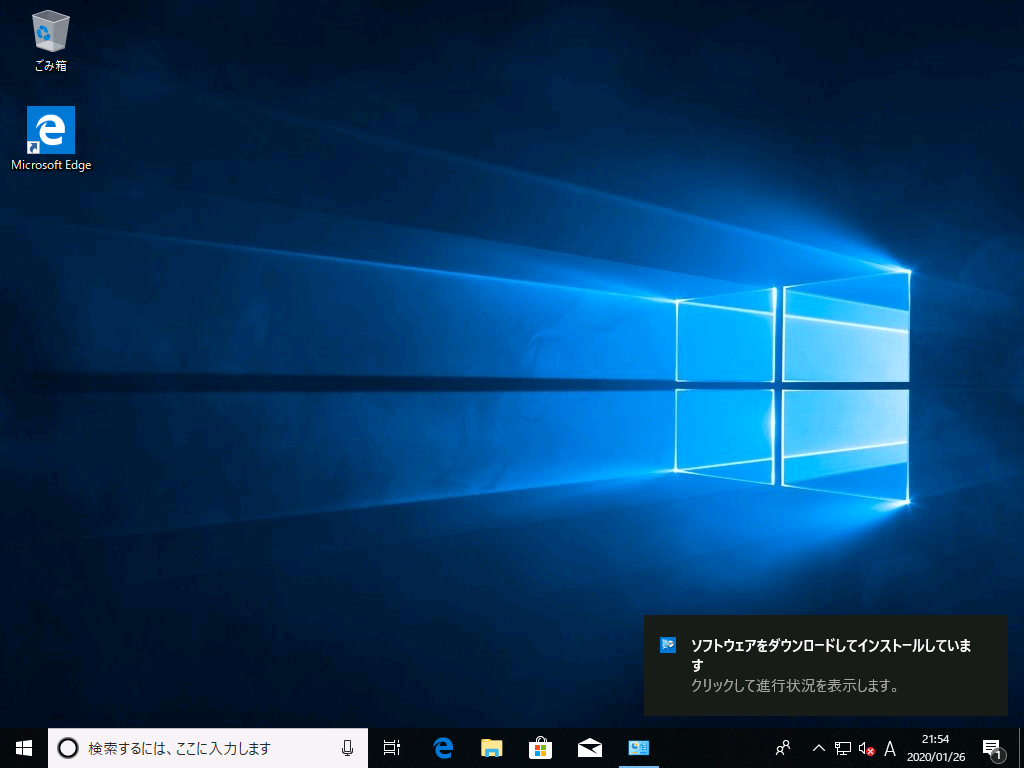 ごみ箱
Microsoft Edge
ソフトウェアをダウンロードしてインストールしていま
す
クリックして進行状況を表示します。
検索するには、ここに入力します
A
21:54
2020/01/26
1